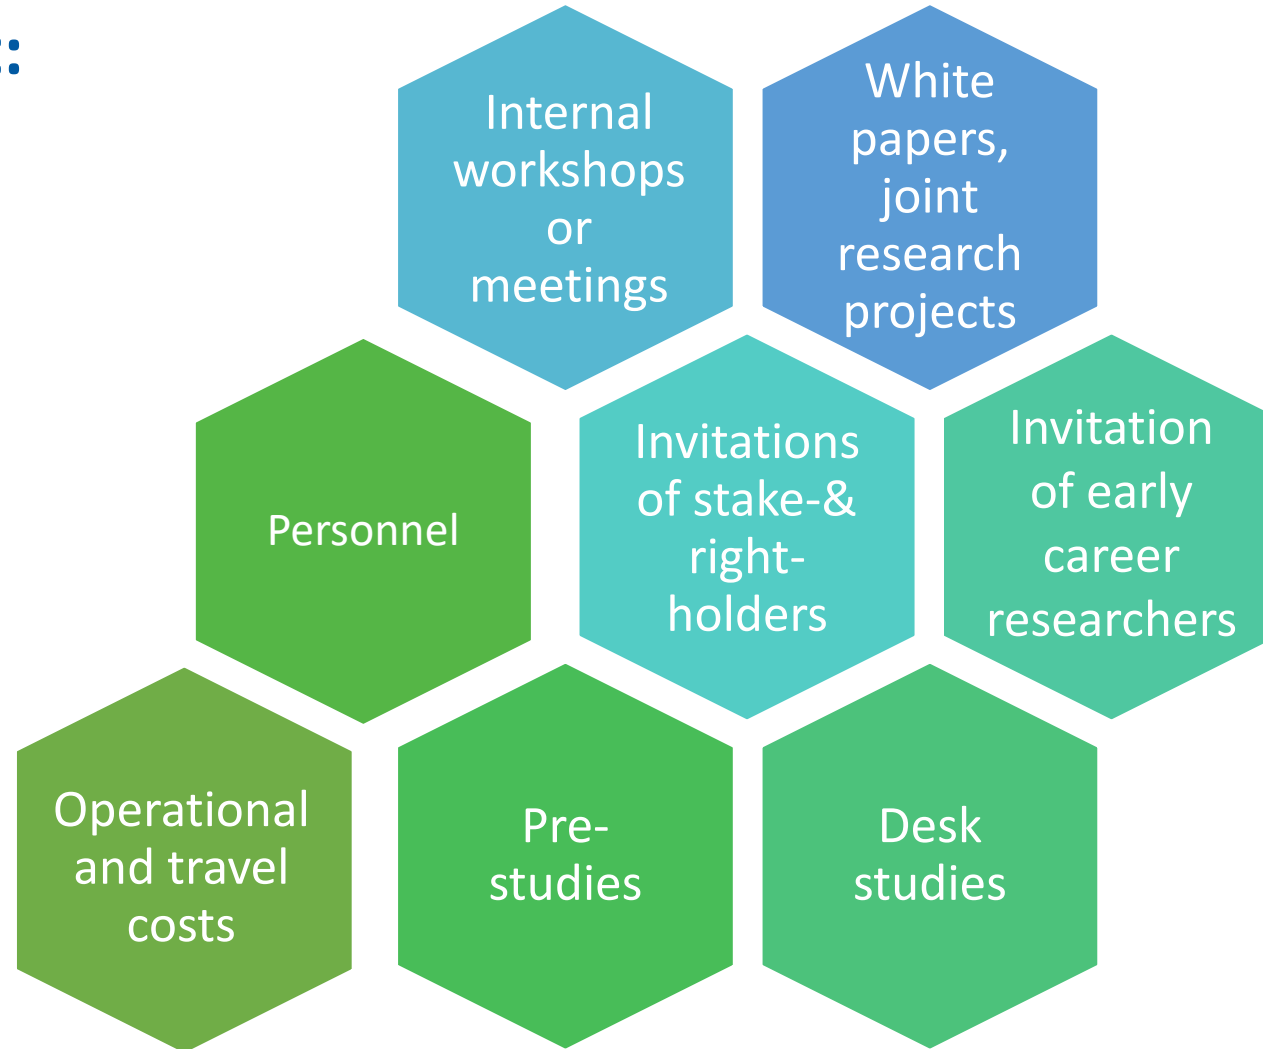 :
Internal
workshops
or
meetings
White
papers,
joint
research
projects
Personnel
Invitations
of stake-&
right-
holders
Invitation
of early
career
researchers
Operational
and travel
costs
Pre-
studies
Desk
studies